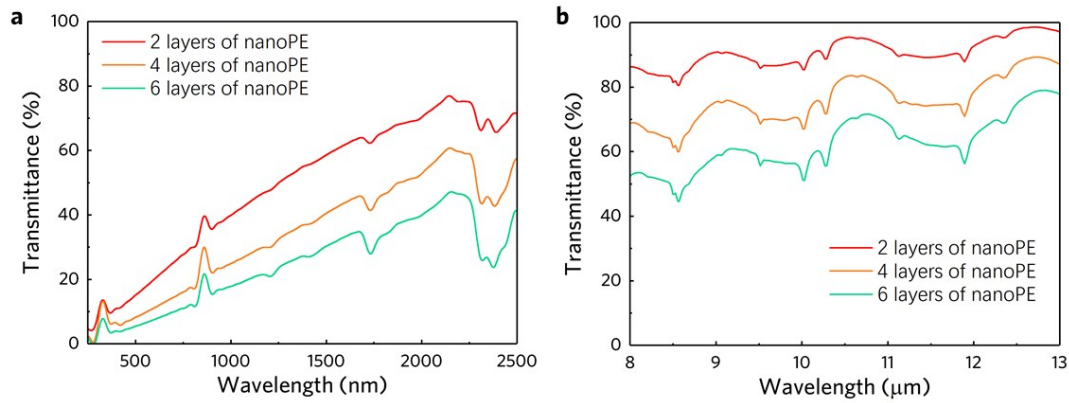 a
100
80
60
40
20
0
Transmittance (%)
2 layers of nanoPE
4 layers of nanoPE
6 layers of nanoPE
500 1000 1500 2000 2500
Wavelength (nm)
b
100
80
60
40
20
0
Transmittance (%)
2 layers of nanoPE
4 layers of nanoPE
6 layers of nanoPE
8 9 10 11 12 13
Wavelength (μm)